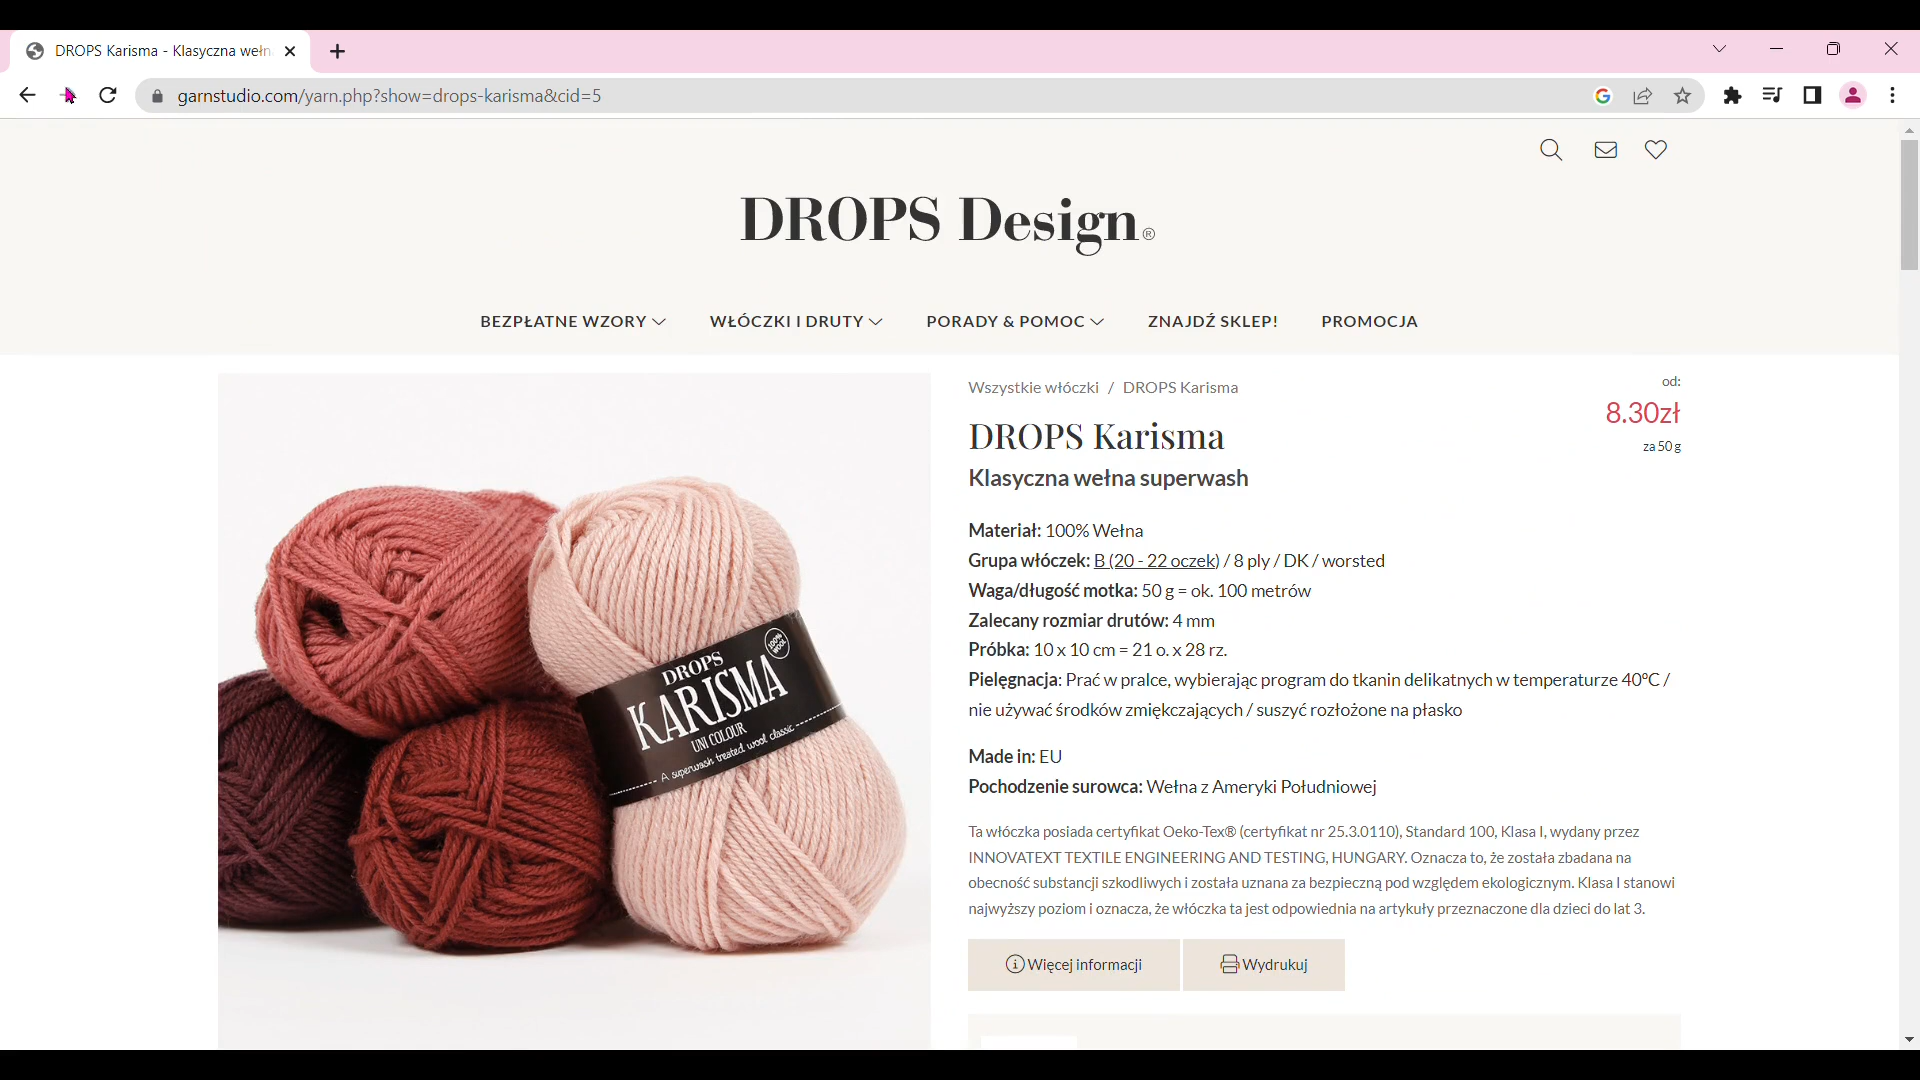 DROPS Karisma - Klasyczna wełn
garnstudio.com/yarn.php?show=drops-karisma&cid=5
DROPS Design®
BEZPŁATNE WZORY
WŁÓCZKI I DRUTY
PORADY & POMOC
ZNAJDŹ SKLEP!
PROMOCJA
Wszystkie włóczki / DROPS Karisma
od:
8.30zł
za 50 g
DROPS Karisma
Klasyczna wełna superwash
Materiał: 100% Wełna
Grupa włóczek: B (20 - 22 oczek) / 8 ply / DK / worsted
Waga/długość motka: 50 g = ok. 100 metrów
Zalecany rozmiar drutów: 4 mm
Próbka: 10 x 10 cm = 21 o. x 28 rz.
Pielęgnacja: Prać w pralce, wybierając program do tkanin delikatnych w temperaturze 40ºC /
nie używać środków zmiękczających / suszyć rozłożone na płasko
Made in: EU
Pochodzenie surowca: Wełna z Ameryki Południowej
Ta włóczka posiada certyfikat Oeko-Tex® (certyfikat nr 25.3.0110), Standard 100, Klasa I, wydany przez
INNOVATEXT TEXTILE ENGINEERING AND TESTING, HUNGARY. Oznacza to, że została zbadana na
obecność substancji szkodliwych i została uznana za bezpieczną pod względem ekologicznym. Klasa I stanowi
najwyższy poziom i oznacza, że włóczka ta jest odpowiednia na artykuły przeznaczone dla dzieci do lat 3.
Więcej informacji
Wydrukuj
100%
WOOL
DROPS
KARISMA
UNI COLOUR
A superwash treated wool classic